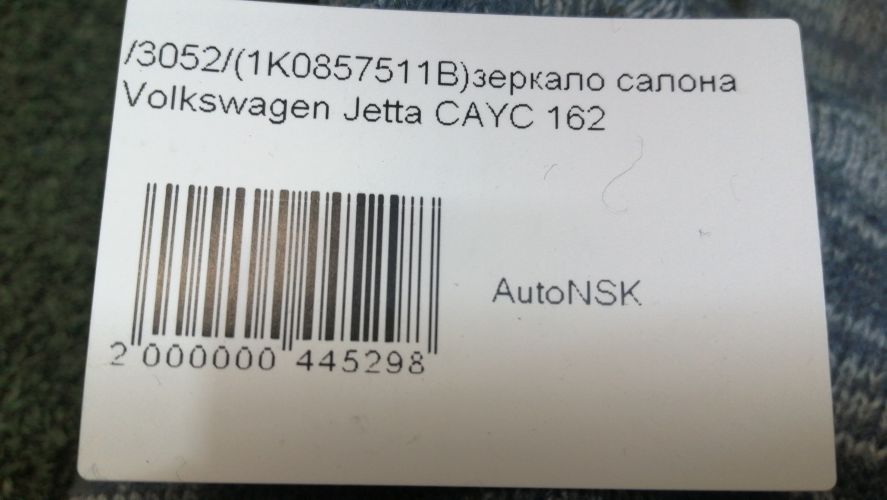 /3052/(1K0857511B)зеркало салона
Volkswagen Jetta CAYC 162
AutoNSK
2 000000 445298